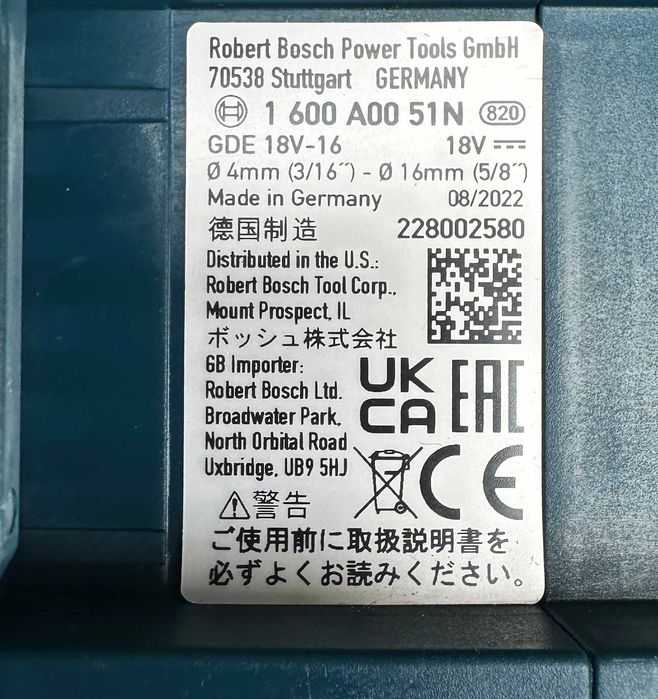 Robert Bosch Power Tools GmbH
70538 Stuttgart GERMANY
1 600 A00 51N 820
GDE 18V-16 18V
Ø 4mm (3/16˝) - Ø 16mm (5/8˝)
Made in Germany 08/2022
德国制造 228002580
Distributed in the U.S.:
Robert Bosch Tool Corp.,
Mount Prospect, IL
ボッシュ株式会社
GB Importer:
Robert Bosch Ltd.
Broadwater Park,
North Orbital Road
Uxbridge, UB9 5HJ
UK
CA
EAC
CE
警告
ご使用前に取扱説明書を
必ずよくお読みください。